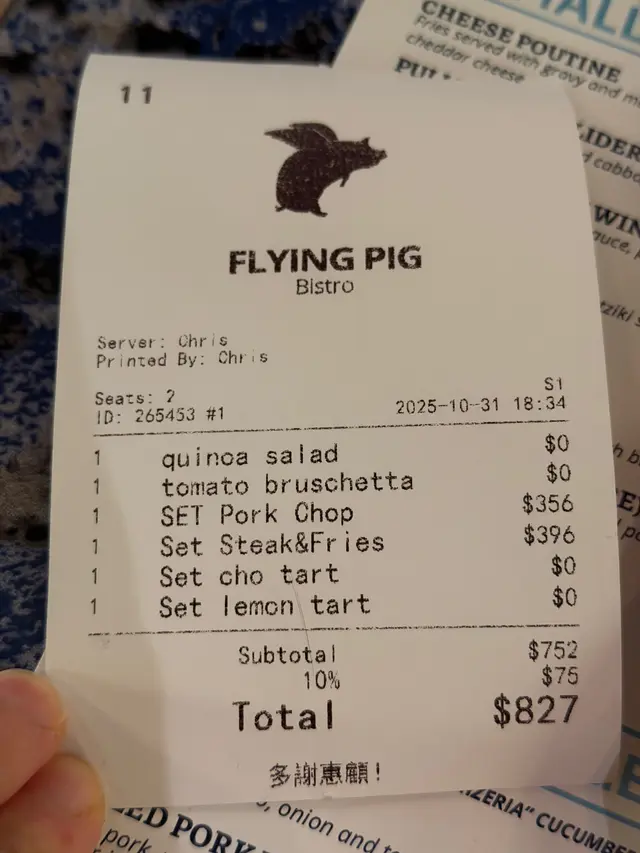 11
FLYING PIG
Bistro
Server: Chris
Printed By: Chris
Seats: 2 S1
ID: 265453 #1 2025-10-31 18:34
1 quinoa salad $0
1 tomato bruschetta $0
1 SET Pork Chop $356
1 Set Steak&Fries $396
1 Set cho tart $0
1 Set lemon tart $0
Subtotal $752
10% $75
Total $827
多謝惠顧!
CHEESE POUTINE
Fries served with gravy and
cheddar cheese
onion and
CUCUMBE
pork,